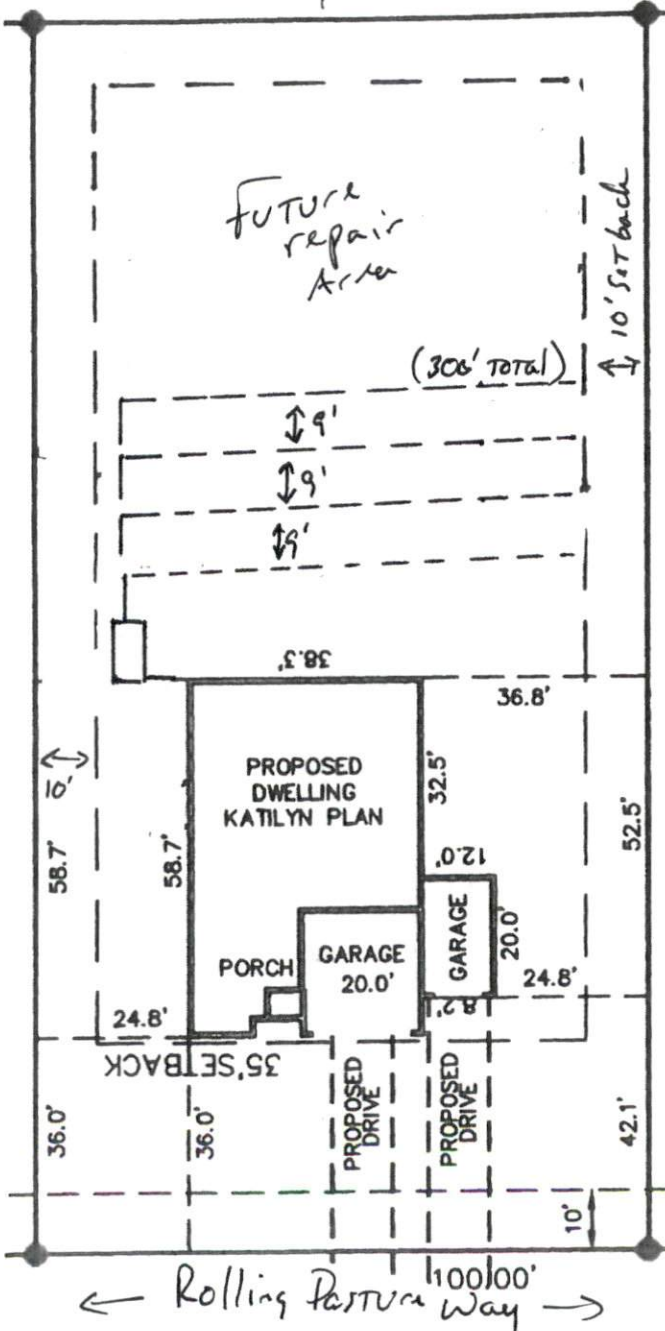 Future
repair
Area
10' Setback
(300' TOTAL)
9'
9'
9'
38.3'
36.8'
PROPOSED
DWELLING
KATILYN PLAN
32.5'
10'
58.7'
58.7'
52.5'
12.0'
GARAGE
20.0'
PORCH
GARAGE
20.0'
24.8'
24.8'
8.2'
35' SETBACK
36.0'
36.0'
PROPOSED
DRIVE
PROPOSED
DRIVE
42.1'
10'
100.00'
Rolling Pasture Way